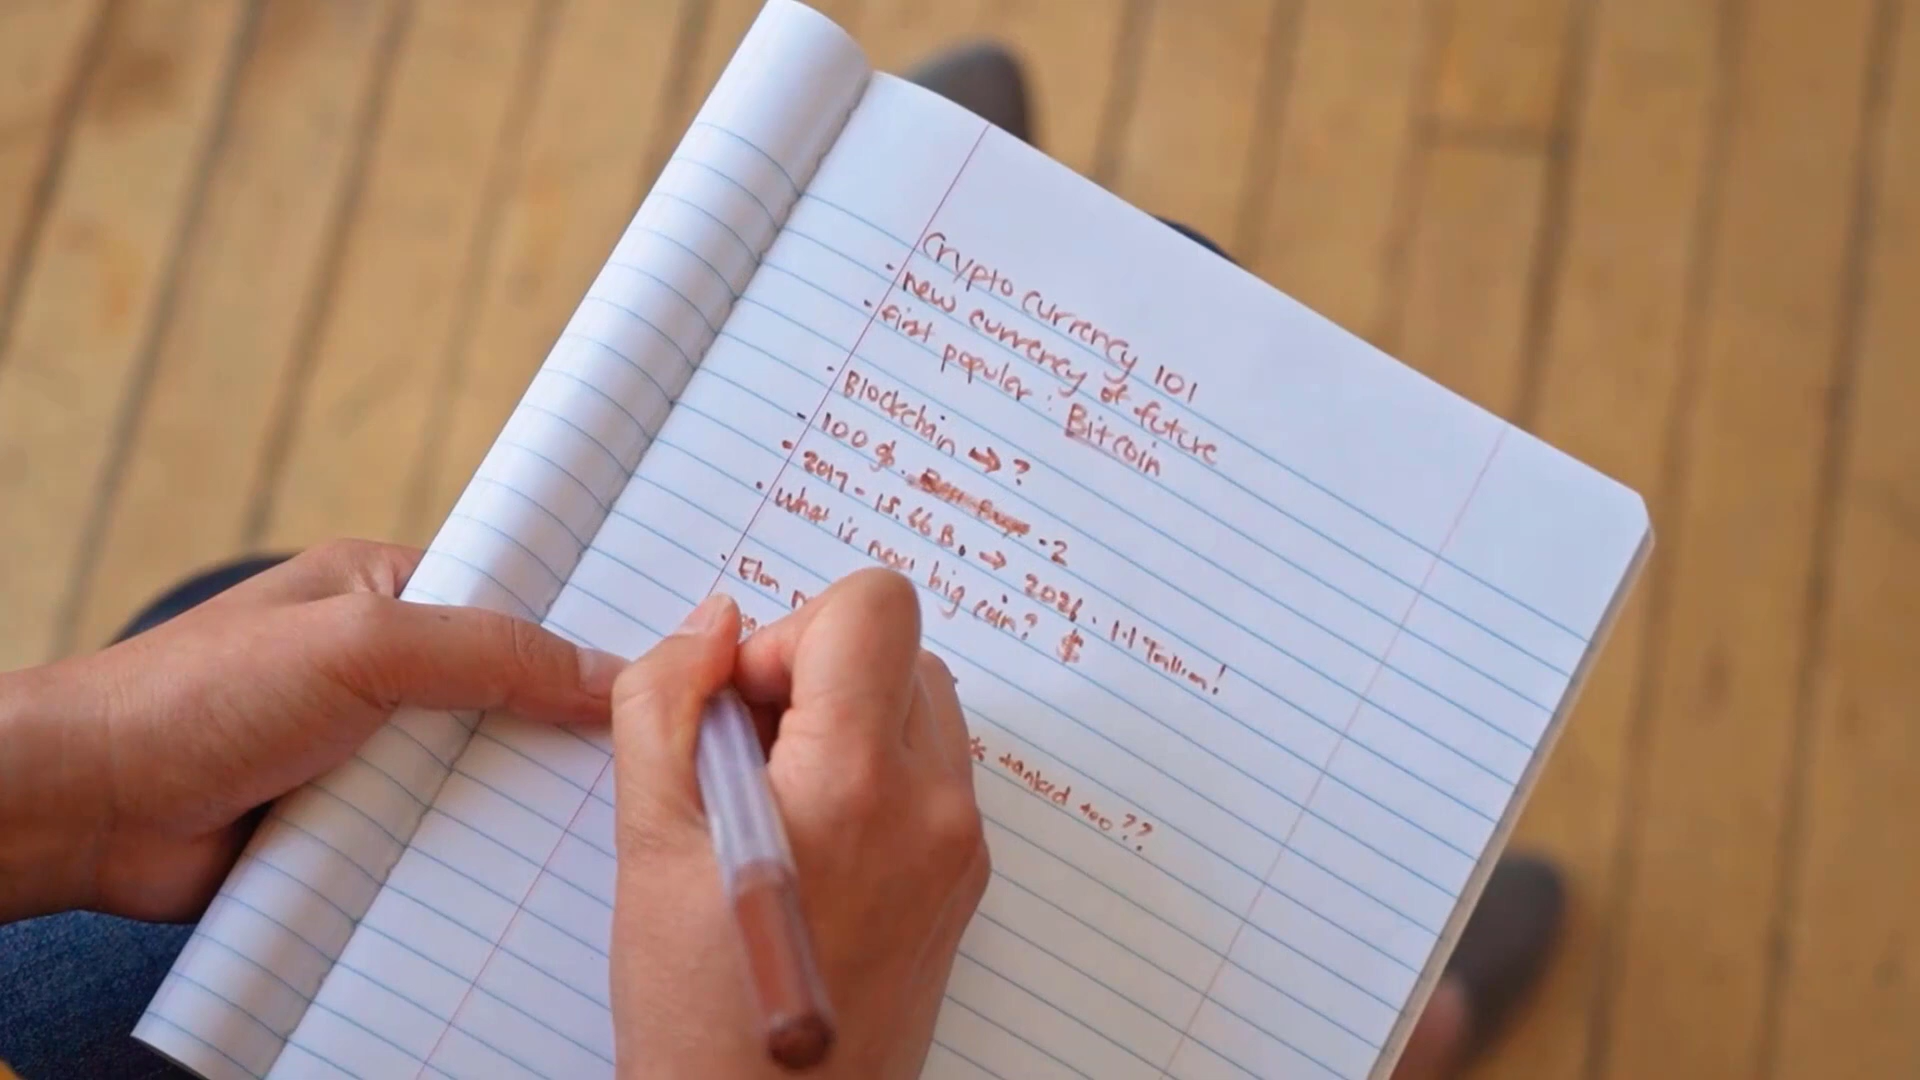 Crypto currency 101
- new currency of future
- first popular : Bitcoin
- Blockchain → ?
- 100 $. - 2
- 2017 - 15.66 B. → 2021. 1.1 Trillion!
- What is next big coin? $
- Elon
tanked too??